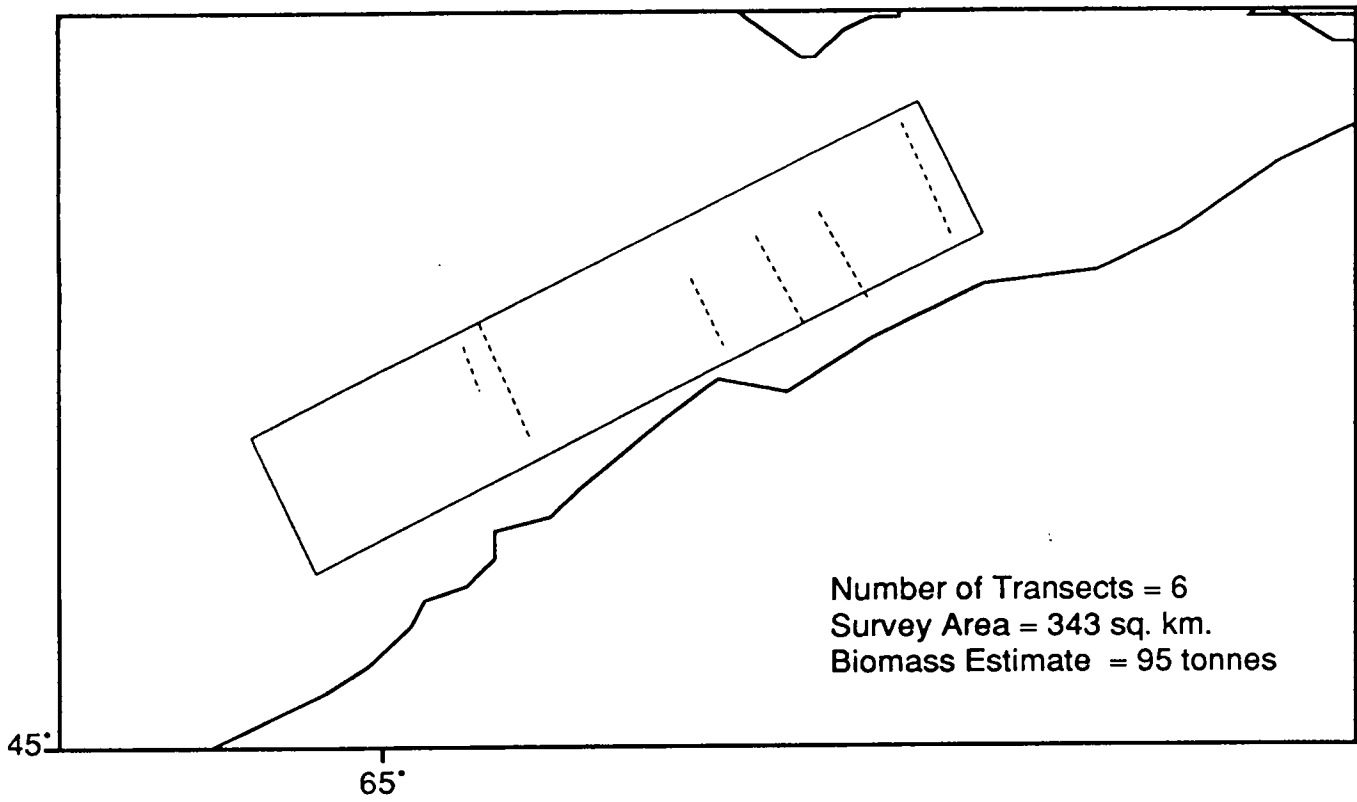 Number of Transects = 6
Survey Area = 343 sq. km.
Biomass Estimate = 95 tonnes
45°
65°